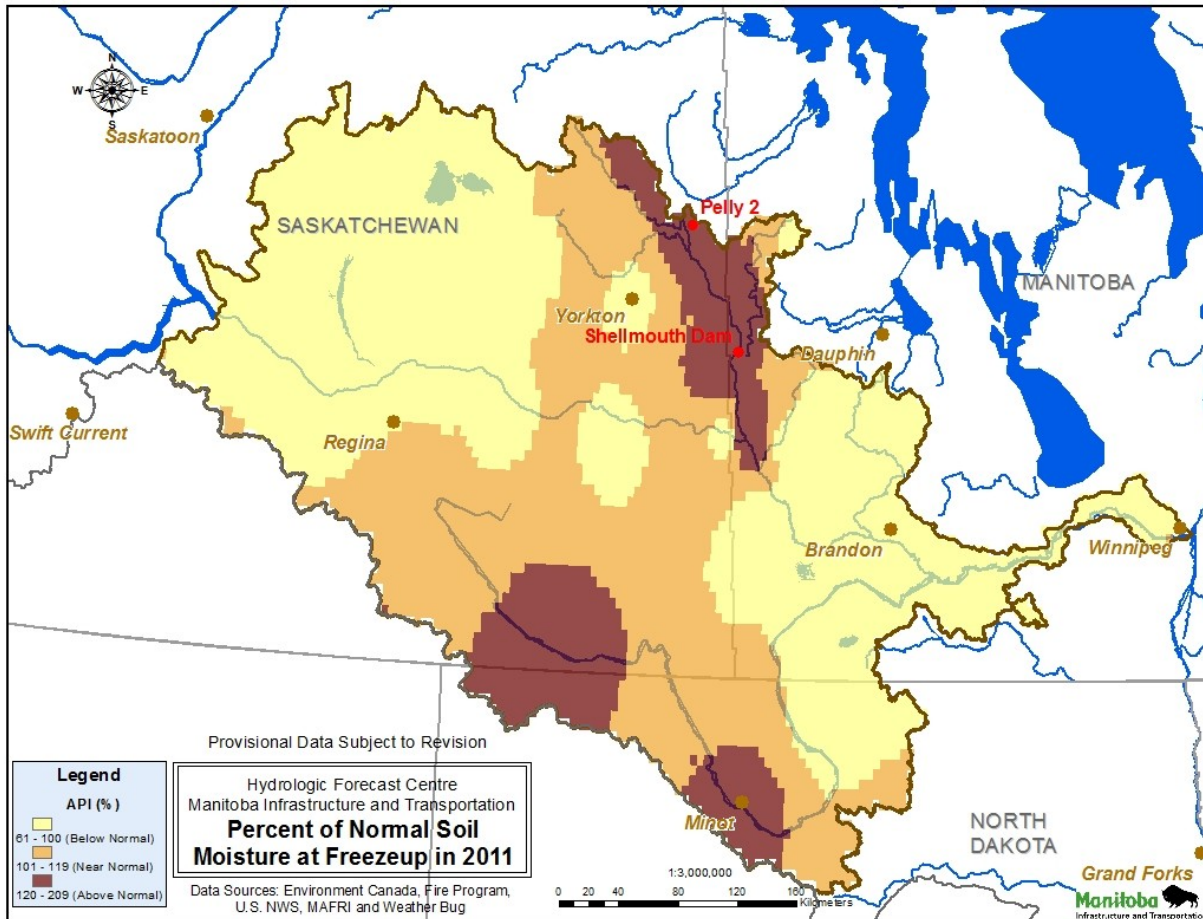 N
W E
S
Saskatoon
SASKATCHEWAN
Pelly 2
MANITOBA
Yorkton
Shellmouth Dam
Dauphin
Swift Current
Regina
Brandon
Winnipeg
Minot
NORTH
DAKOTA
Grand Forks
Provisional Data Subject to Revision
Hydrologic Forecast Centre
Manitoba Infrastructure and Transportation
Percent of Normal Soil
Moisture at Freezeup in 2011
Data Sources: Environment Canada, Fire Program,
U.S. NWS, MAFRI and Weather Bug
Legend
API (%)
61 - 100 (Below Normal)
101 - 119 (Near Normal)
120 - 209 (Above Normal)
1:3,000,000
0 20 40 80 120 160
Kilometers
Manitoba
Infrastructure and Transportation